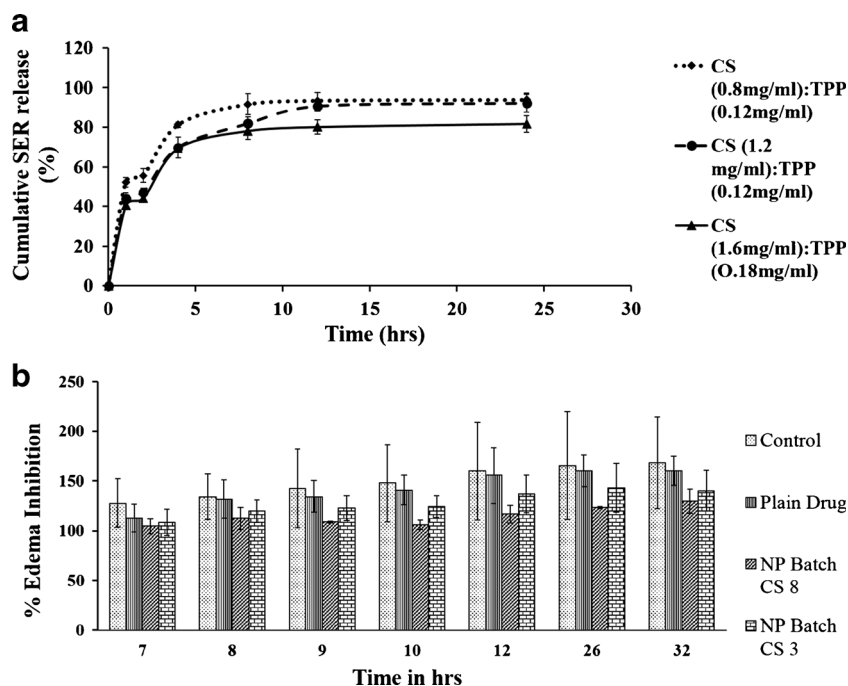 a
Cumulative SER release
(%)
120
100
80
60
40
20
0
0 5 10 15 20 25 30
Time (hrs)
CS
(0.8mg/ml):TPP
(0.12mg/ml)
CS (1.2
mg/ml):TPP
(0.12mg/ml)
CS
(1.6mg/ml):TPP
(O.18mg/ml)
b
% Edema Inhibition
250
200
150
100
50
0
7 8 9 10 12 26 32
Time in hrs
Control
Plain Drug
NP Batch
CS 8
NP Batch
CS 3